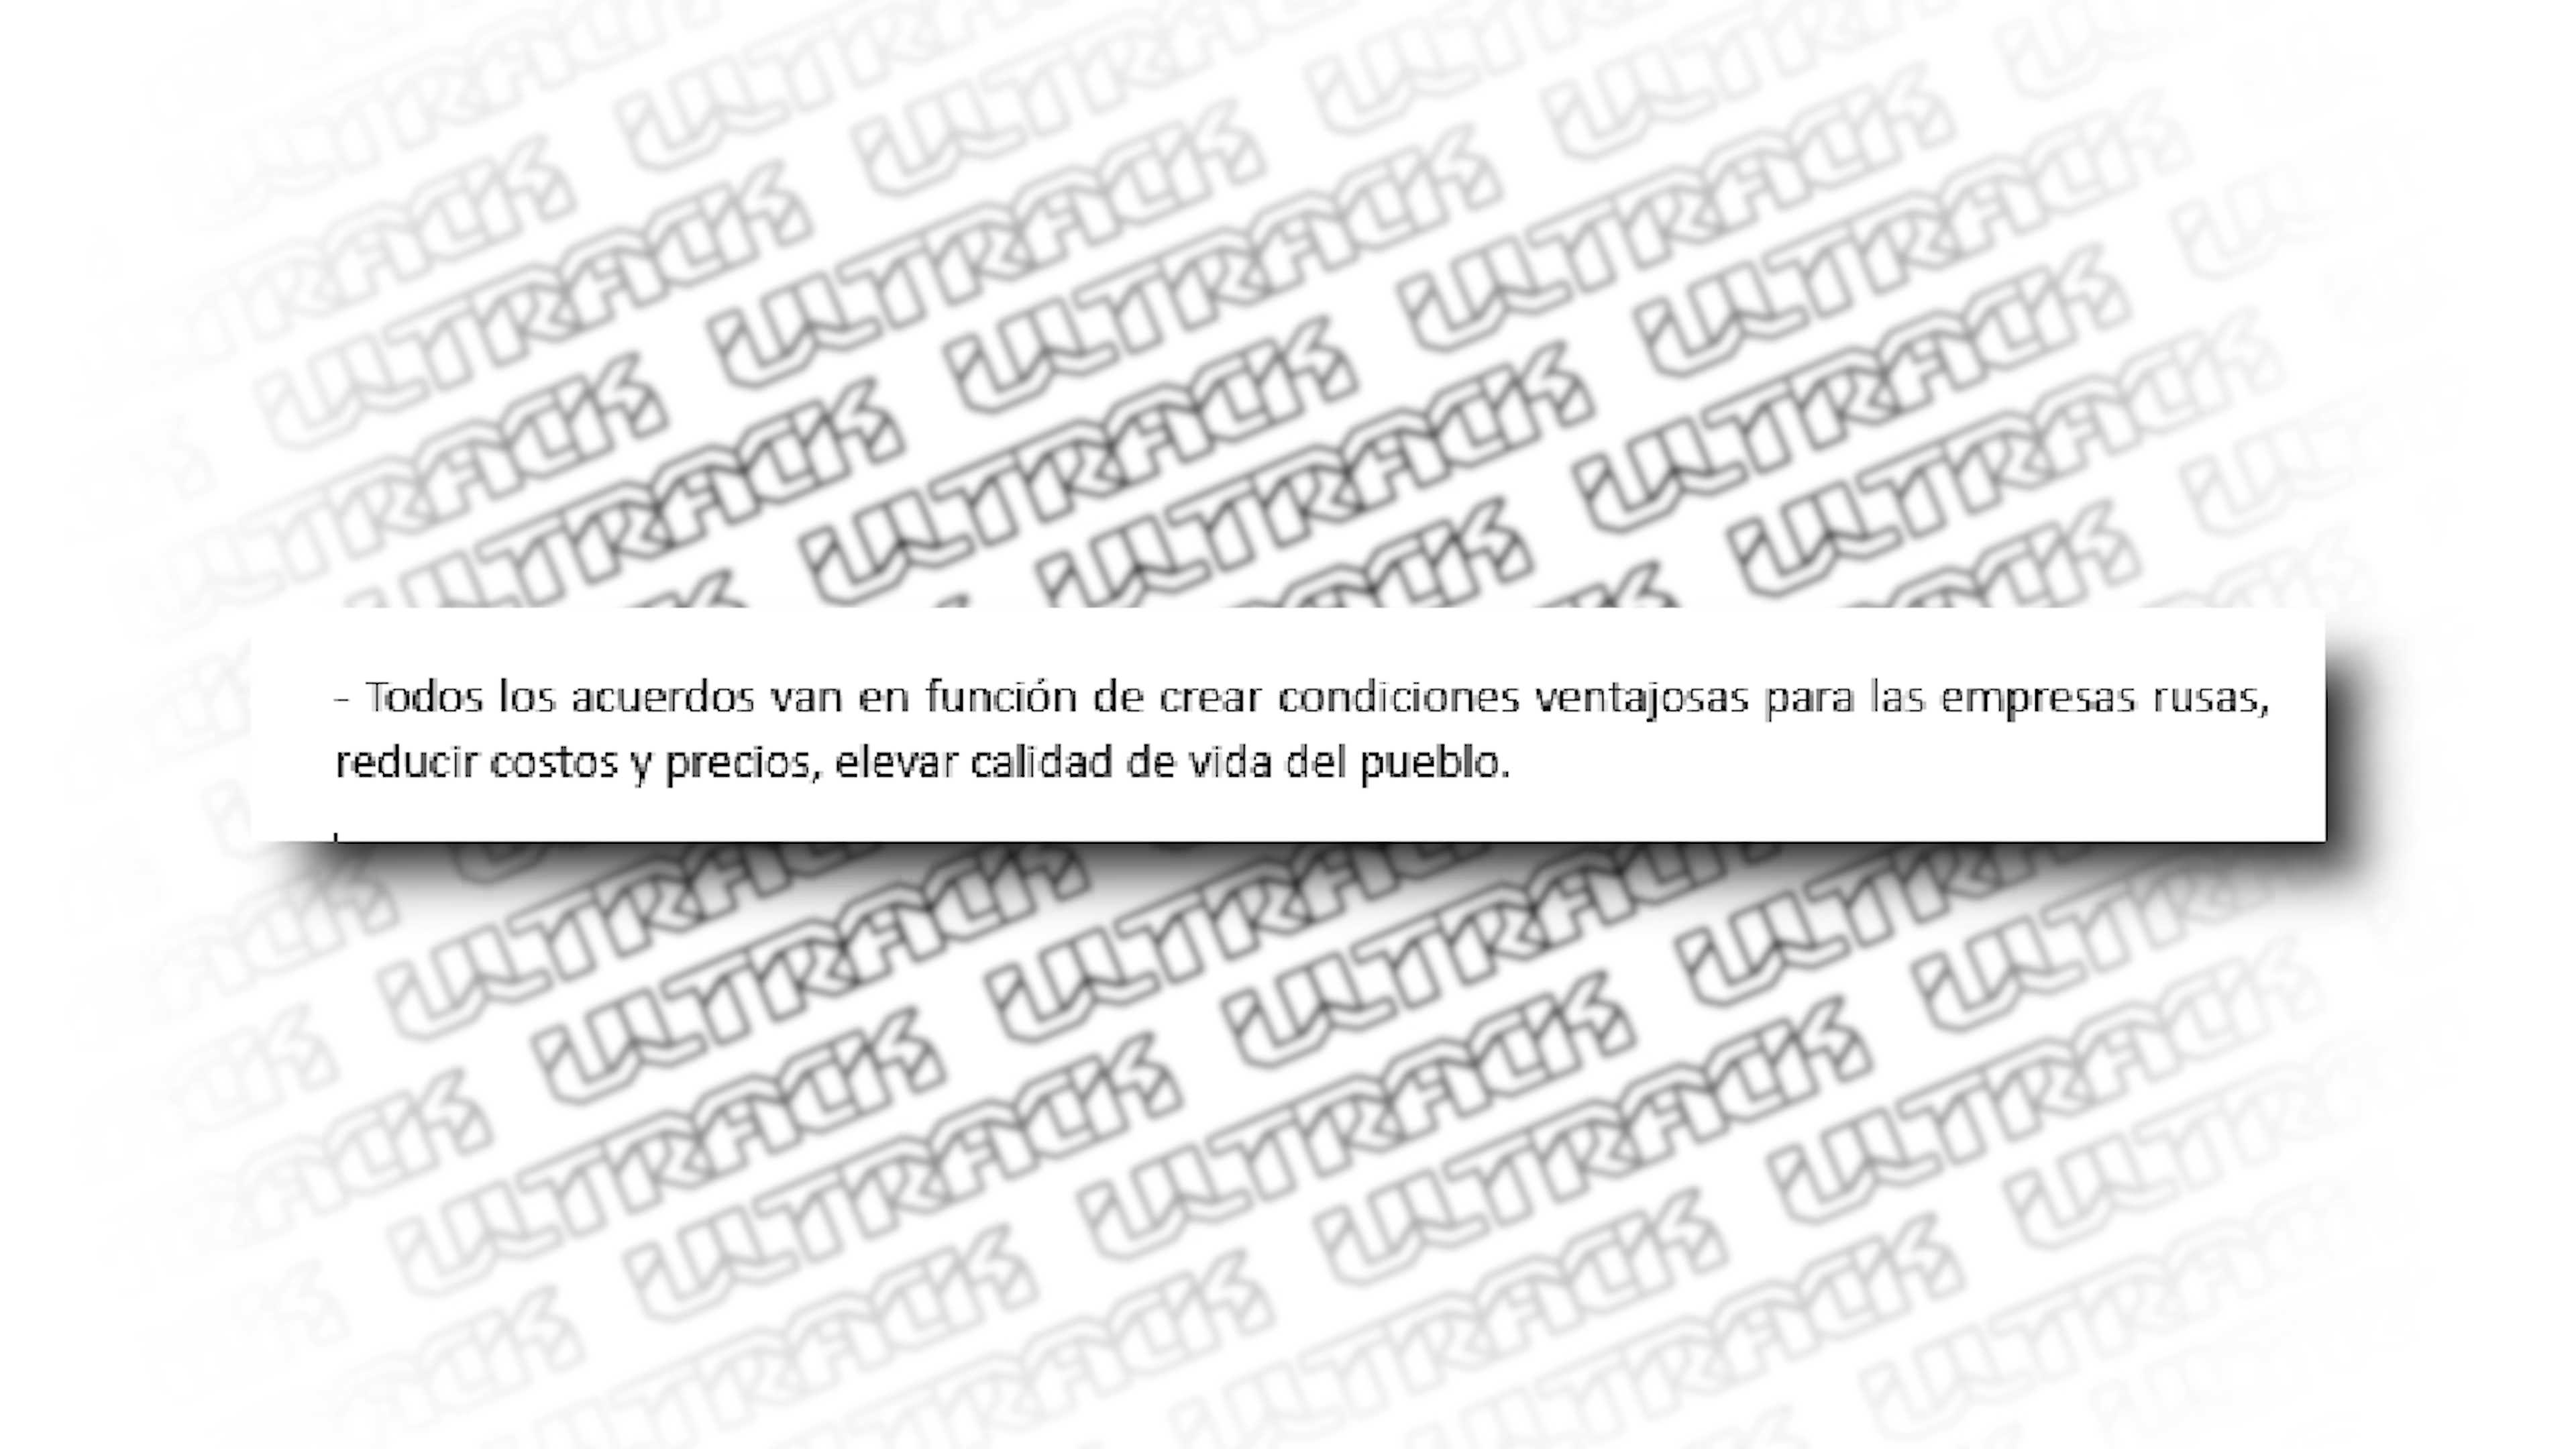 - Todos los acuerdos van en función de crear condiciones ventajosas para las empresas rusas,
reducir costos y precios, elevar calidad de vida del pueblo.
ULTRACK